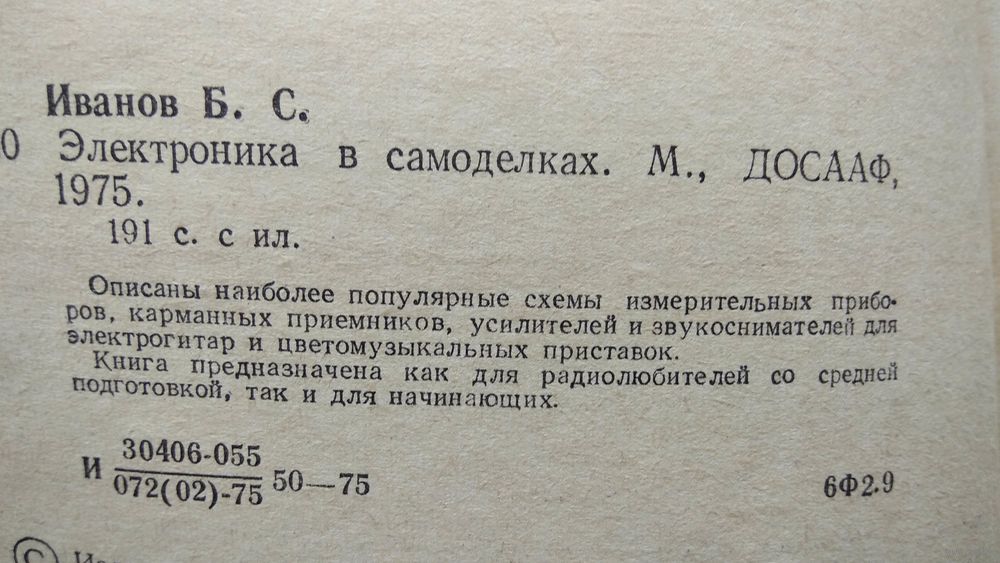 Иванов Б. С.
0 Электроника в самоделках. М., ДОСААФ,
1975.
191 с. с ил.
Описаны наиболее популярные схемы измерительных прибо-
ров, карманных приемников, усилителей и звукоснимателей для
электрогитар и цветомузыкальных приставок.
Книга предназначена как для радиолюбителей со средней
подготовкой, так и для начинающих.
И 30406-055
072(02)-75 50—75 6Ф2.9
©